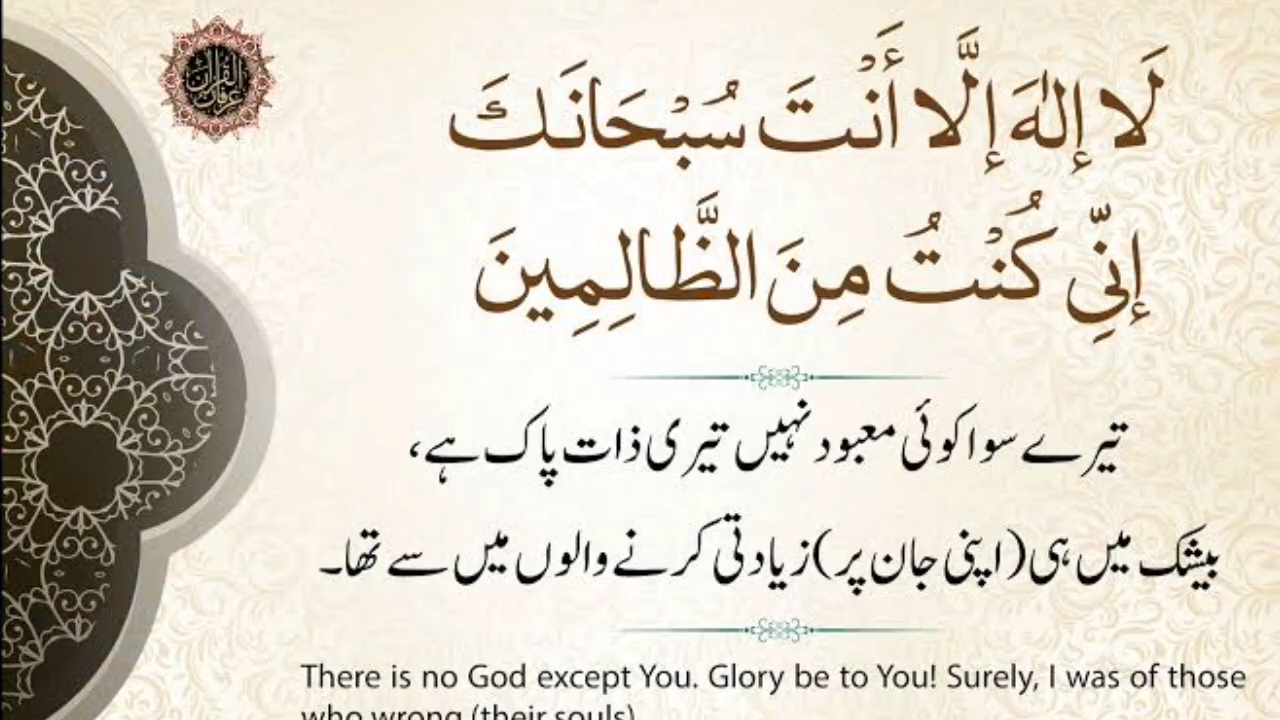 القرآن
عرفان
لَا إِلٰهَ إِلَّا أَنْتَ سُبْحَانَكَ
إِنِّي كُنْتُ مِنَ الظَّالِمِينَ
تیرے سوا کوئی معبود نہیں تیری ذات پاک ہے،
بیشک میں ہی (اپنی جان پر) زیادتی کرنے والوں میں سے تھا۔
There is no God except You. Glory be to You! Surely, I was of those
who wrong (their souls)